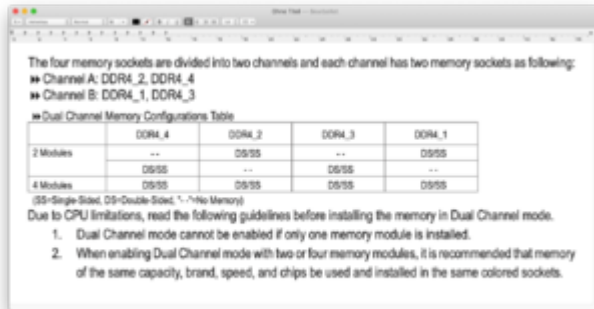 The four memory sockets are divided into two channels and each channel has two memory sockets as following:
▸▸ Channel A: DDR4_2, DDR4_4
▸▸ Channel B: DDR4_1, DDR4_3
▸▸ Dual Channel Memory Configurations Table
DDR4_4 DDR4_2 DDR4_3 DDR4_1
2 Modules - - DS/SS - - DS/SS
DS/SS - - DS/SS - -
4 Modules DS/SS DS/SS DS/SS DS/SS
(SS=Single-Sided, DS=Double-Sided, "- -"=No Memory)
Due to CPU limitations, read the following guidelines before installing the memory in Dual Channel mode.
1. Dual Channel mode cannot be enabled if only one memory module is installed.
2. When enabling Dual Channel mode with two or four memory modules, it is recommended that memory
of the same capacity, brand, speed, and chips be used and installed in the same colored sockets.